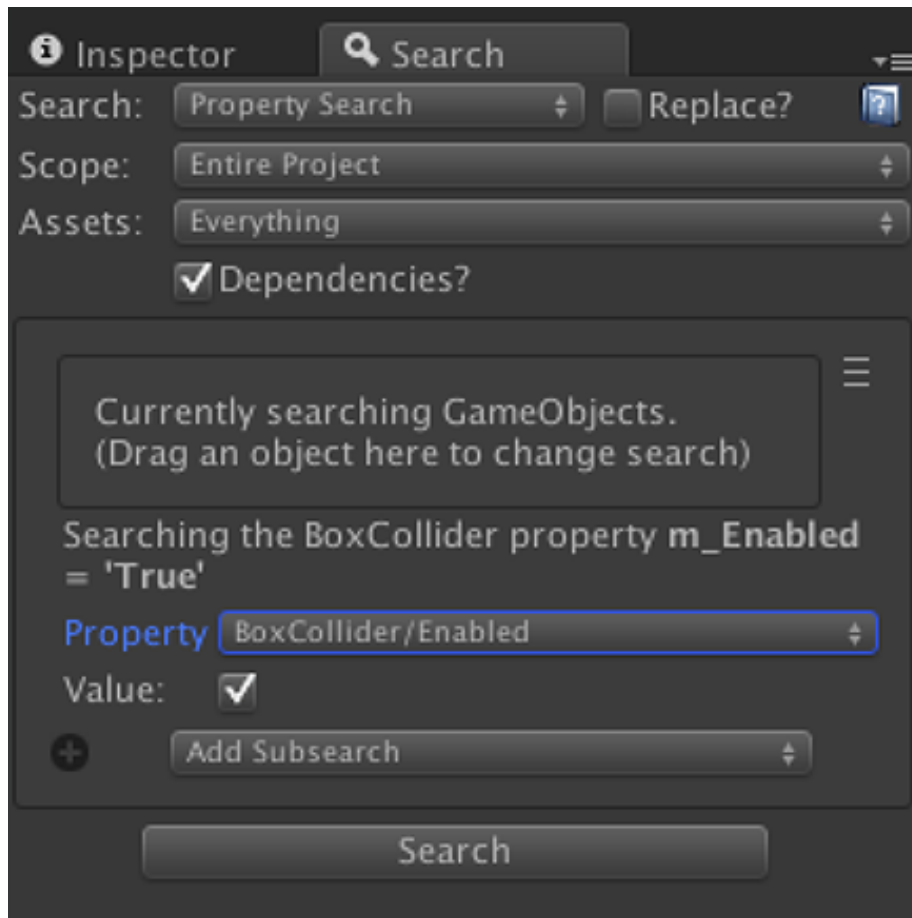 Inspector
Search
Search: Property Search Replace? ?
Scope: Entire Project
Assets: Everything
Dependencies?
Currently searching GameObjects.
(Drag an object here to change search)
Searching the BoxCollider property m_Enabled
= 'True'
Property BoxCollider/Enabled
Value:
Add Subsearch
Search